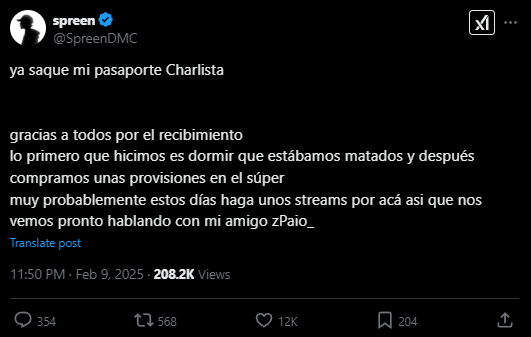 spreen
@SpreenDMC
ya saque mi pasaporte Charlista
gracias a todos por el recibimiento
lo primero que hicimos es dormir que estábamos matados y después
compramos unas provisiones en el súper
muy probablemente estos días haga unos streams por acá asi que nos
vemos pronto hablando con mi amigo zPaio_
Translate post
11:50 PM · Feb 9, 2025 · 208.2K Views
354 568 12K 204